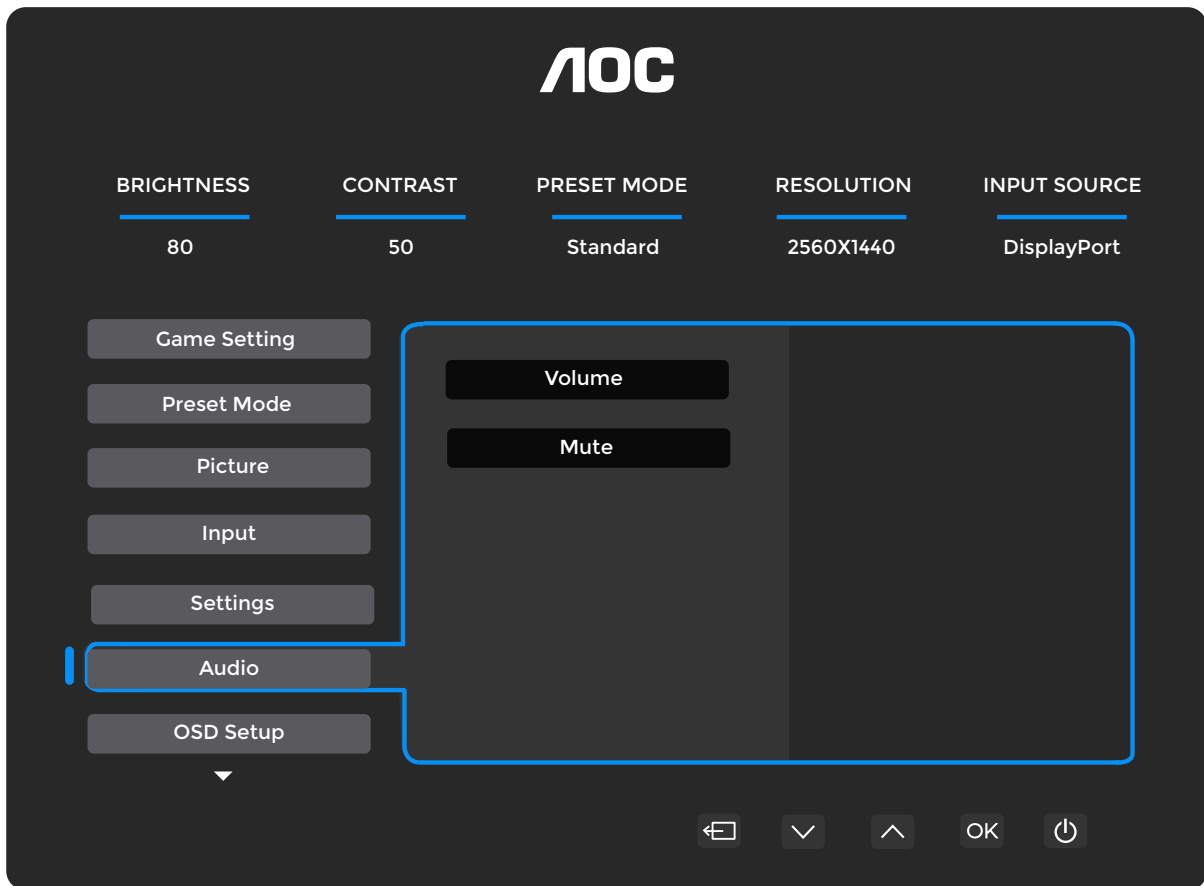 AOC
BRIGHTNESS CONTRAST PRESET MODE RESOLUTION INPUT SOURCE
80 50 Standard 2560X1440 DisplayPort
Game Setting
Volume
Preset Mode
Mute
Picture
Input
Settings
Audio
OSD Setup
OK